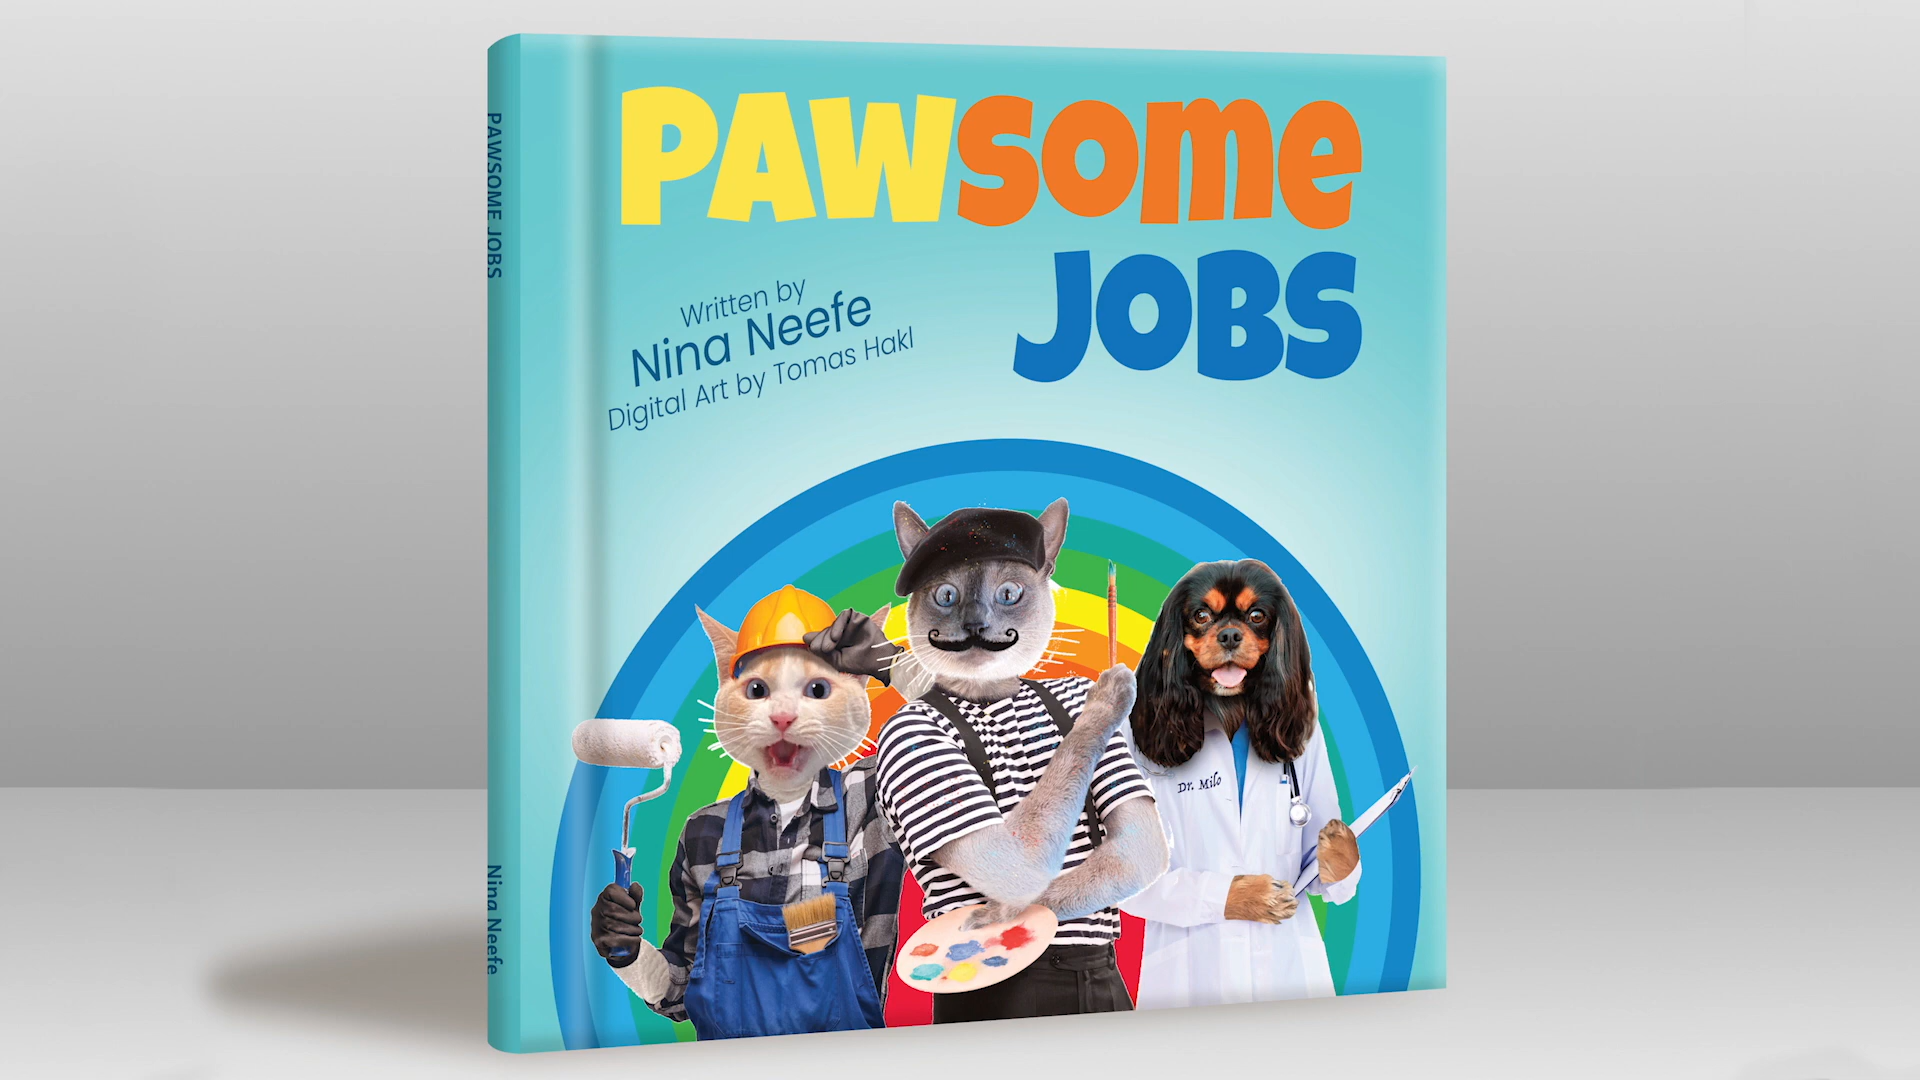 PAWSOME
JOBS
Written by
Nina Neefe
Digital Art by Tomas Hakl
Dr. Milo
PAWSOME JOBS
Nina Neefe